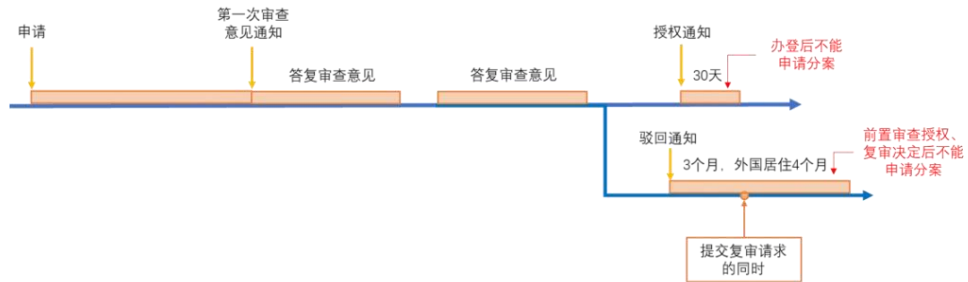 申请
第一次审查
意见通知
答复审查意见
答复审查意见
授权通知
30天
办登后不能
申请分案
驳回通知
3个月，外国居住4个月
前置审查授权、
复审决定后不能
申请分案
提交复审请求
的同时